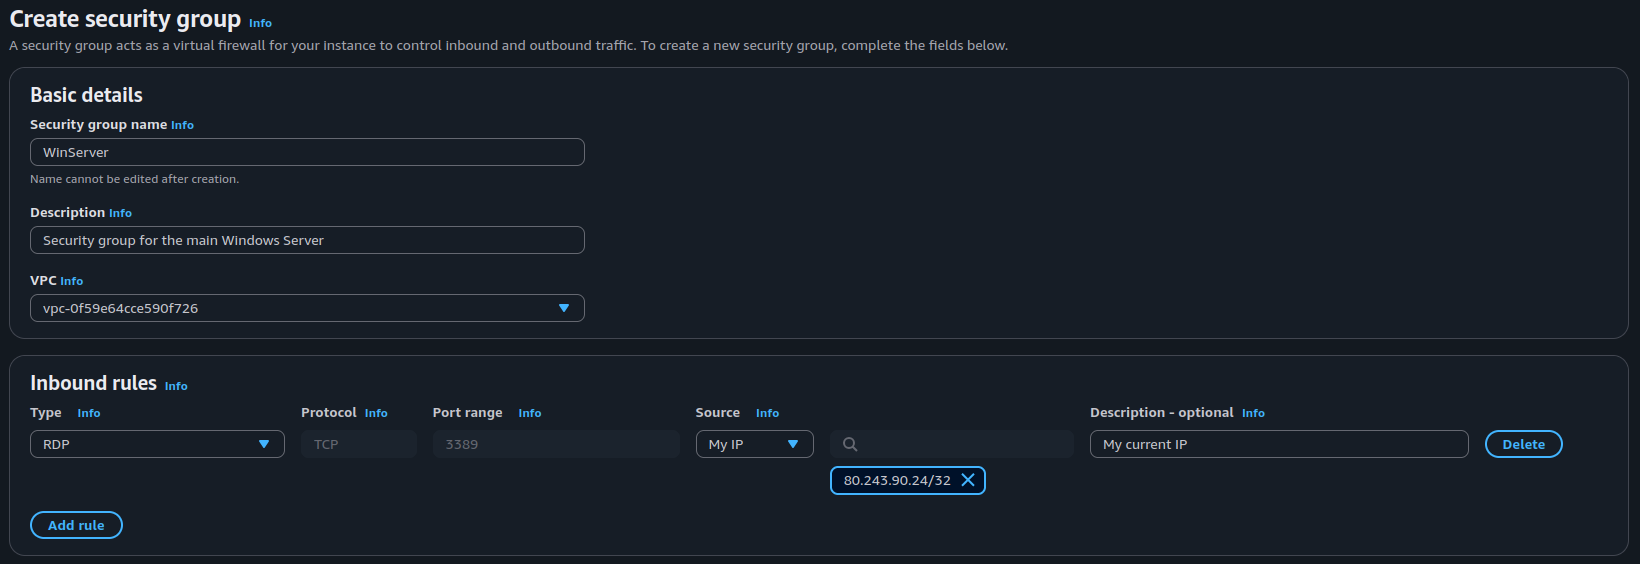 Create security group Info
A security group acts as a virtual firewall for your instance to control inbound and outbound traffic. To create a new security group, complete the fields below.
Basic details
Security group name Info
WinServer
Name cannot be edited after creation.
Description Info
Security group for the main Windows Server
VPC Info
vpc-0f59e64cce590f726
Inbound rules Info
Type Info Protocol Info Port range Info Source Info Description - optional Info
RDP TCP 3389 My IP My current IP Delete
80.243.90.24/32
Add rule